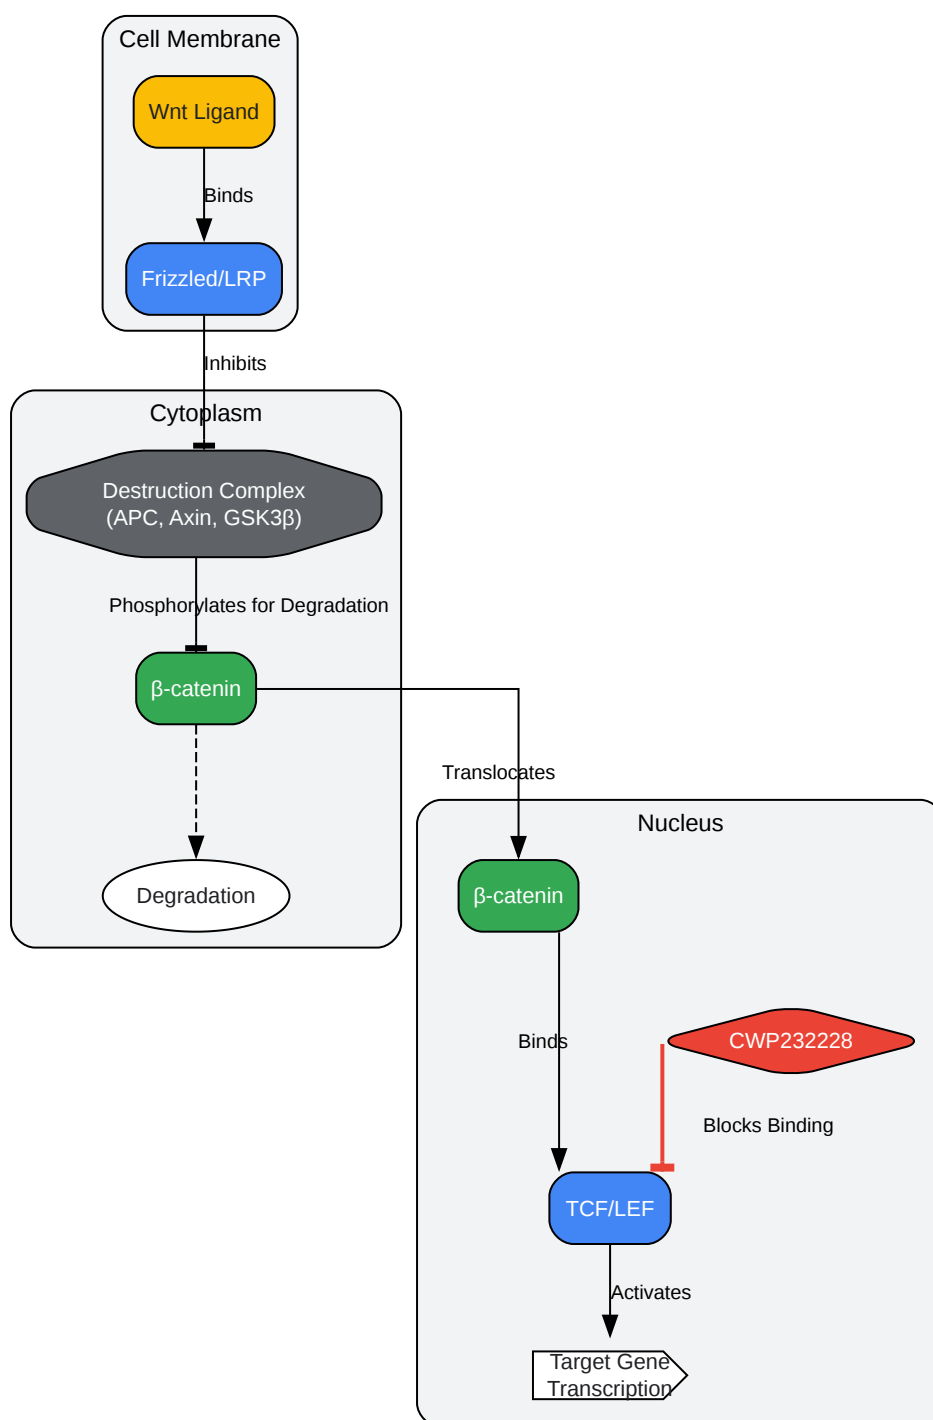 Cell Membrane
Wnt Ligand
Binds
Frizzled/LRP
Inhibits
Cytoplasm
Destruction Complex
(APC, Axin, GSK3β)
Phosphorylates for Degradation
β-catenin
Translocates
Nucleus
Degradation
β-catenin
Binds
CWP232228
Blocks Binding
TCF/LEF
Activates
Target Gene
Transcription